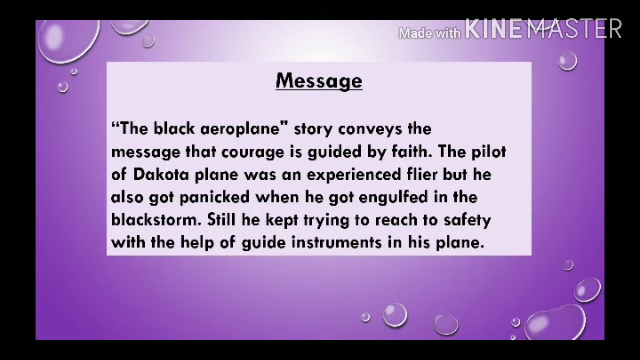 Made with KINEMASTER
Message
“The black aeroplane" story conveys the
message that courage is guided by faith. The pilot
of Dakota plane was an experienced flier but he
also got panicked when he got engulfed in the
blackstorm. Still he kept trying to reach to safety
with the help of guide instruments in his plane.